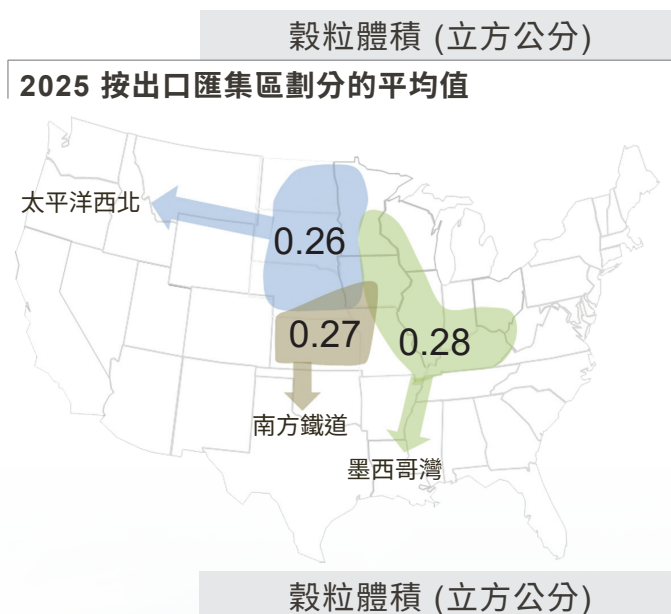 穀粒體積 (立方公分)
2025 按出口匯集區劃分的平均值
太平洋西北
0.26
0.27
0.28
南方鐵道
墨西哥灣
穀粒體積 (立方公分)